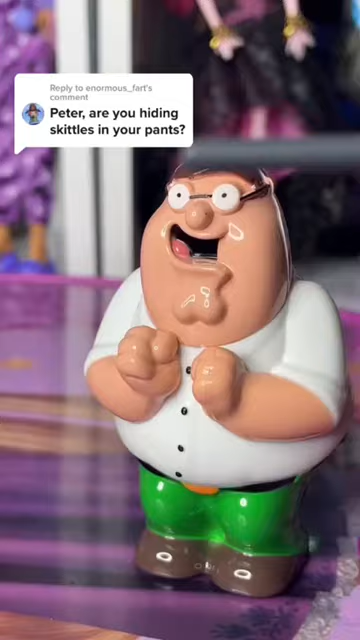 Reply to enormous_fart's
comment
Peter, are you hiding
skittles in your pants?